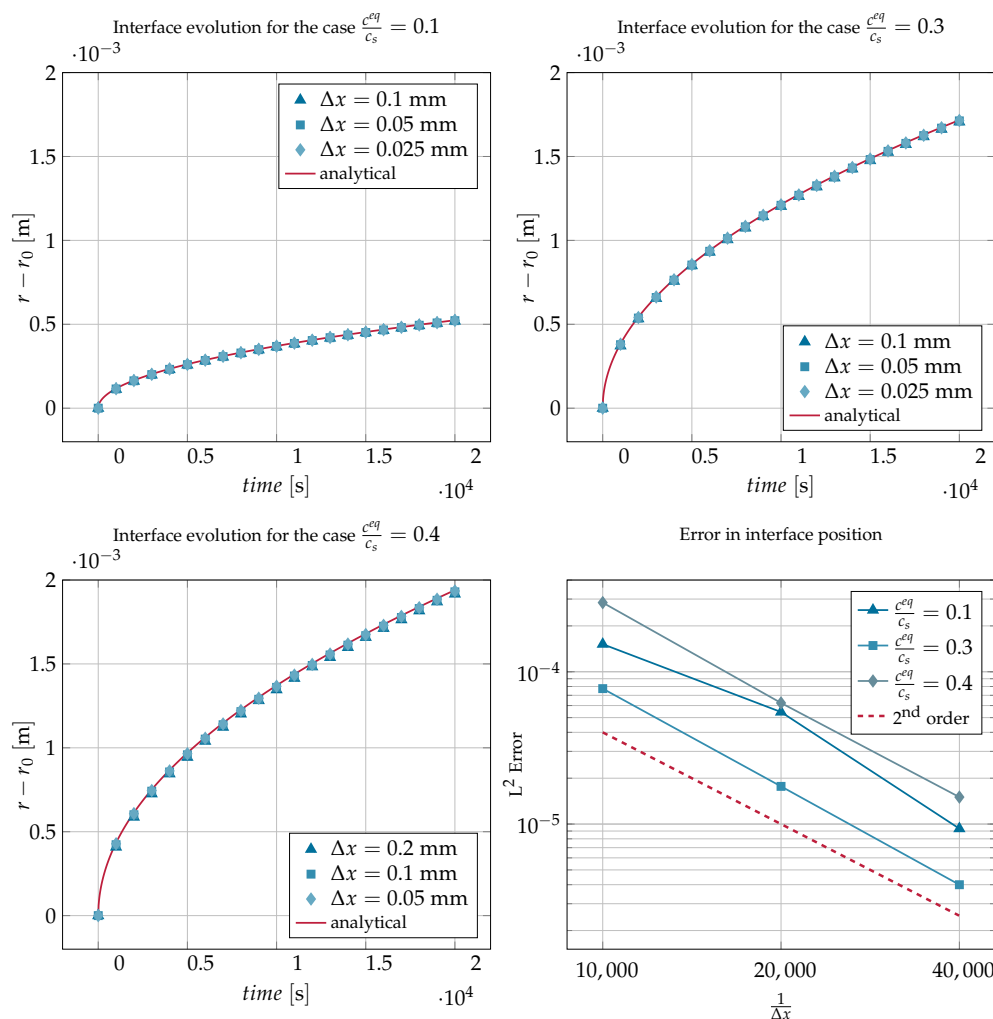 Interface evolution for the case c^{eq}/c_s = 0.1
·10^{−3}
2
1.5
1
0.5
0
r − r_0 [m]
Δx = 0.1 mm
Δx = 0.05 mm
Δx = 0.025 mm
analytical
0 0.5 1 1.5 2
time [s]
·10^4
Interface evolution for the case c^{eq}/c_s = 0.3
·10^{−3}
2
1.5
1
0.5
0
r − r_0 [m]
Δx = 0.1 mm
Δx = 0.05 mm
Δx = 0.025 mm
analytical
0 0.5 1 1.5 2
time [s]
·10^4
Interface evolution for the case c^{eq}/c_s = 0.4
·10^{−3}
2
1.5
1
0.5
0
r − r_0 [m]
Δx = 0.2 mm
Δx = 0.1 mm
Δx = 0.05 mm
analytical
0 0.5 1 1.5 2
time [s]
·10^4
Error in interface position
10^{−4}
10^{−5}
L^2 Error
c^{eq}/c_s = 0.1
c^{eq}/c_s = 0.3
c^{eq}/c_s = 0.4
2^{nd} order
10,000 20,000 40,000
1/Δx